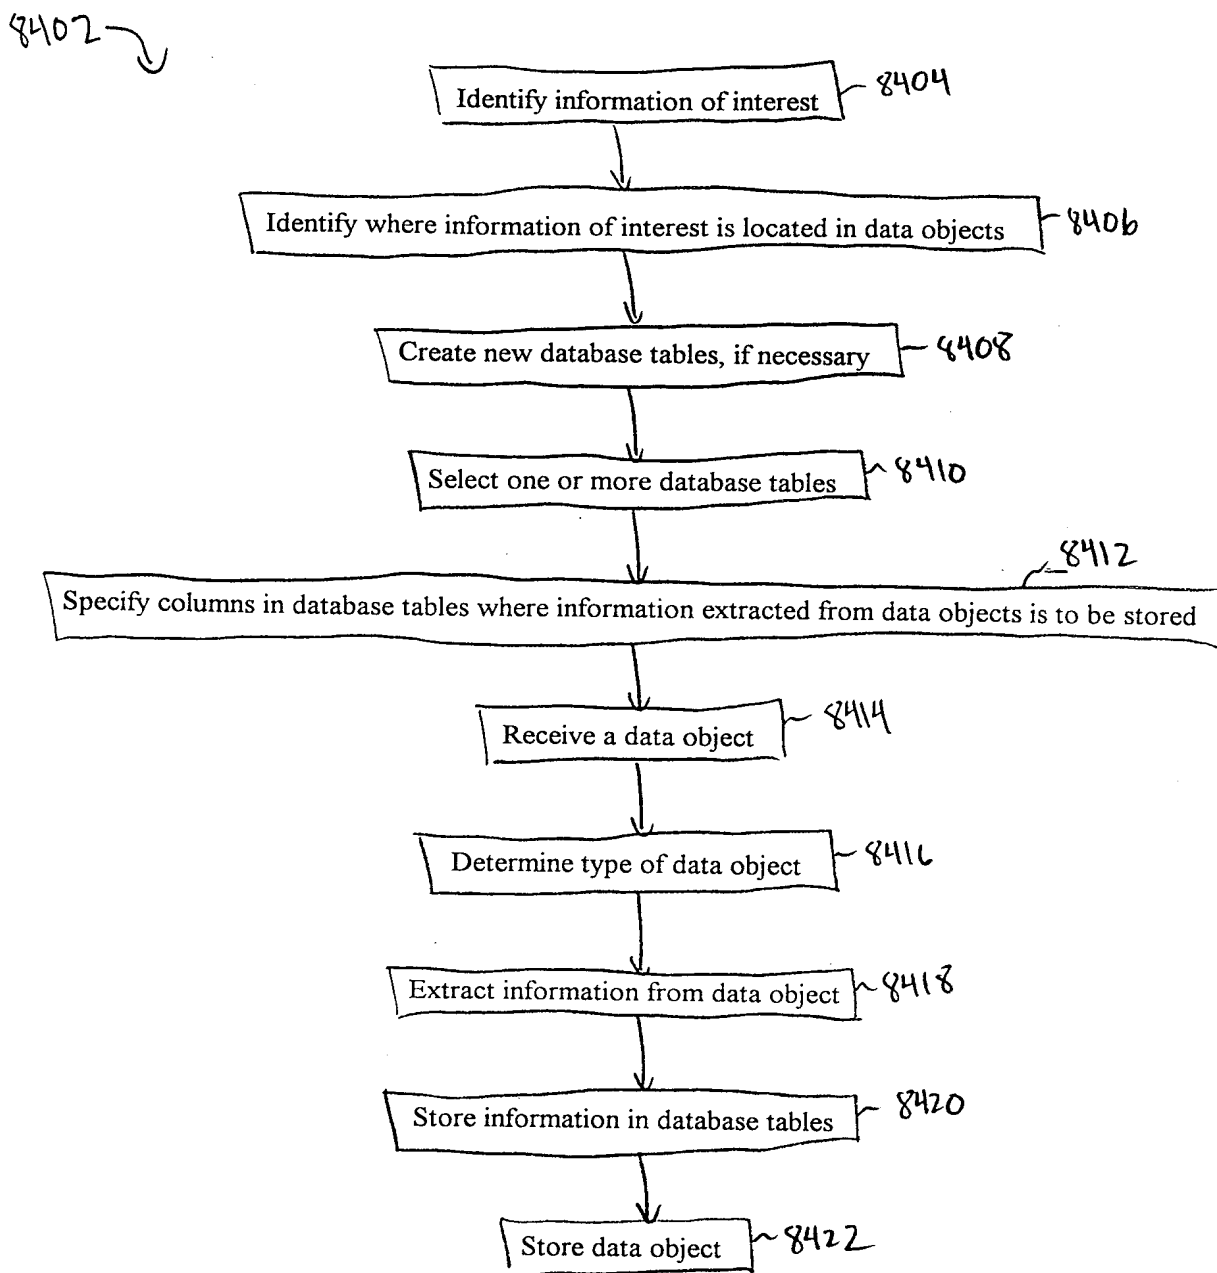 8402
Identify information of interest 8404
Identify where information of interest is located in data objects 8406
Create new database tables, if necessary 8408
Select one or more database tables 8410
8412
Specify columns in database tables where information extracted from data objects is to be stored
Receive a data object 8414
Determine type of data object 8416
Extract information from data object 8418
Store information in database tables 8420
Store data object 8422